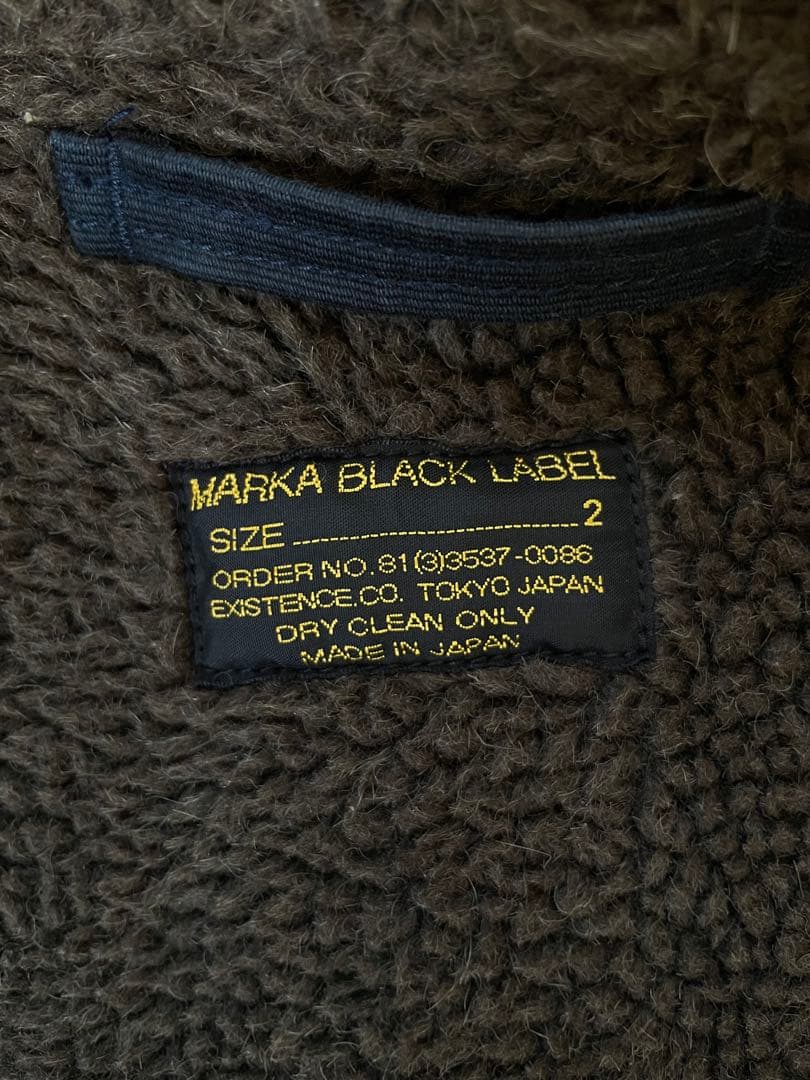 MARKA BLACK LABEL
SIZE..............................2
ORDER NO.81(3)3537-0086
EXISTENCE.CO. TOKYO JAPAN
DRY CLEAN ONLY
MADE IN JAPAN